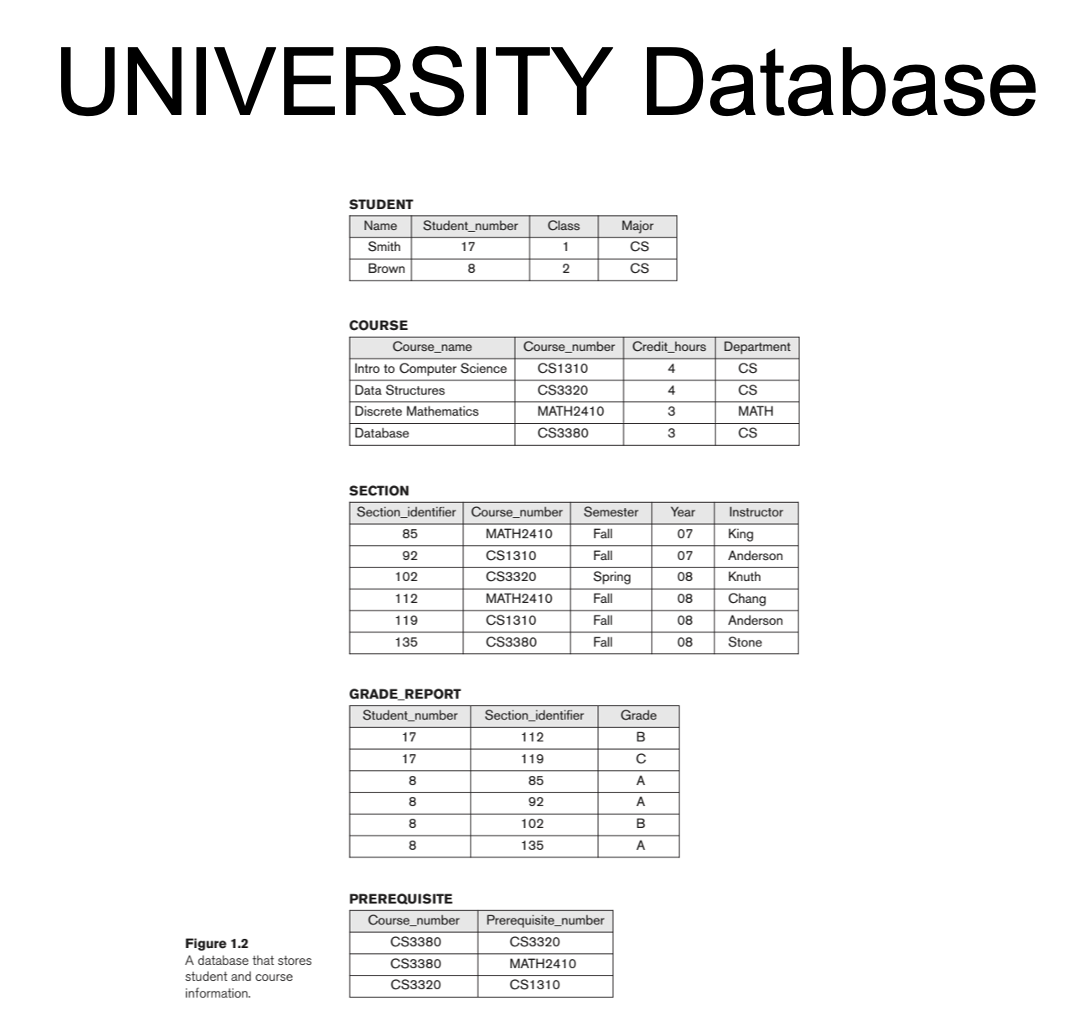 UNIVERSITY Database
STUDENT
Name Student_number Class Major
Smith 17 1 CS
Brown 8 2 CS
COURSE
Course_name Course_number Credit_hours Department
Intro to Computer Science CS1310 4 CS
Data Structures CS3320 4 CS
Discrete Mathematics MATH2410 3 MATH
Database CS3380 3 CS
SECTION
Section_identifier Course_number Semester Year Instructor
85 MATH2410 Fall 07 King
92 CS1310 Fall 07 Anderson
102 CS3320 Spring 08 Knuth
112 MATH2410 Fall 08 Chang
119 CS1310 Fall 08 Anderson
135 CS3380 Fall 08 Stone
GRADE_REPORT
Student_number Section_identifier Grade
17 112 B
17 119 C
8 85 A
8 92 A
8 102 B
8 135 A
PREREQUISITE
Course_number Prerequisite_number
CS3380 CS3320
CS3380 MATH2410
CS3320 CS1310
Figure 1.2
A database that stores
student and course
information.